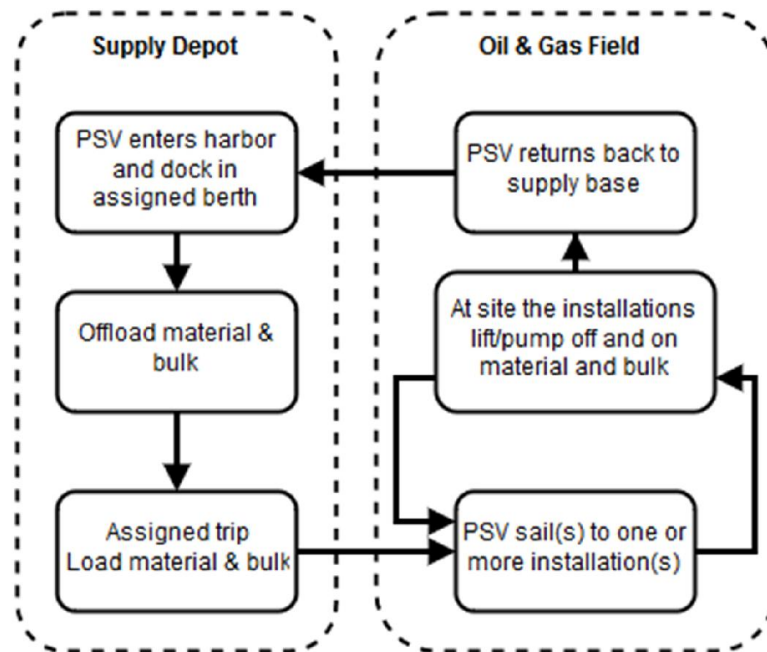 Supply Depot
PSV enters harbor
and dock in
assigned berth
Offload material &
bulk
Assigned trip
Load material & bulk
Oil & Gas Field
PSV returns back to
supply base
At site the installations
lift/pump off and on
material and bulk
PSV sail(s) to one or
more installation(s)